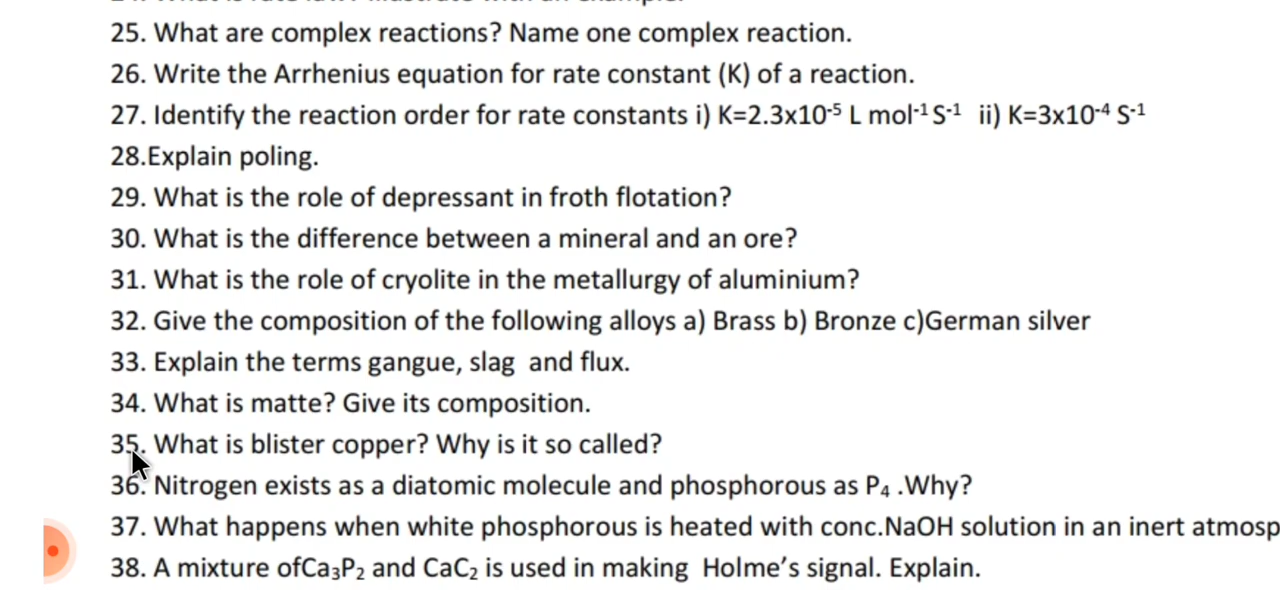 25. What are complex reactions? Name one complex reaction.
26. Write the Arrhenius equation for rate constant (K) of a reaction.
27. Identify the reaction order for rate constants i) K=2.3x10⁻⁵ L mol⁻¹ S⁻¹ ii) K=3x10⁻⁴ S⁻¹
28.Explain poling.
29. What is the role of depressant in froth flotation?
30. What is the difference between a mineral and an ore?
31. What is the role of cryolite in the metallurgy of aluminium?
32. Give the composition of the following alloys a) Brass b) Bronze c)German silver
33. Explain the terms gangue, slag and flux.
34. What is matte? Give its composition.
35. What is blister copper? Why is it so called?
36. Nitrogen exists as a diatomic molecule and phosphorous as P₄ .Why?
37. What happens when white phosphorous is heated with conc.NaOH solution in an inert atmosp
38. A mixture ofCa₃P₂ and CaC₂ is used in making Holme's signal. Explain.